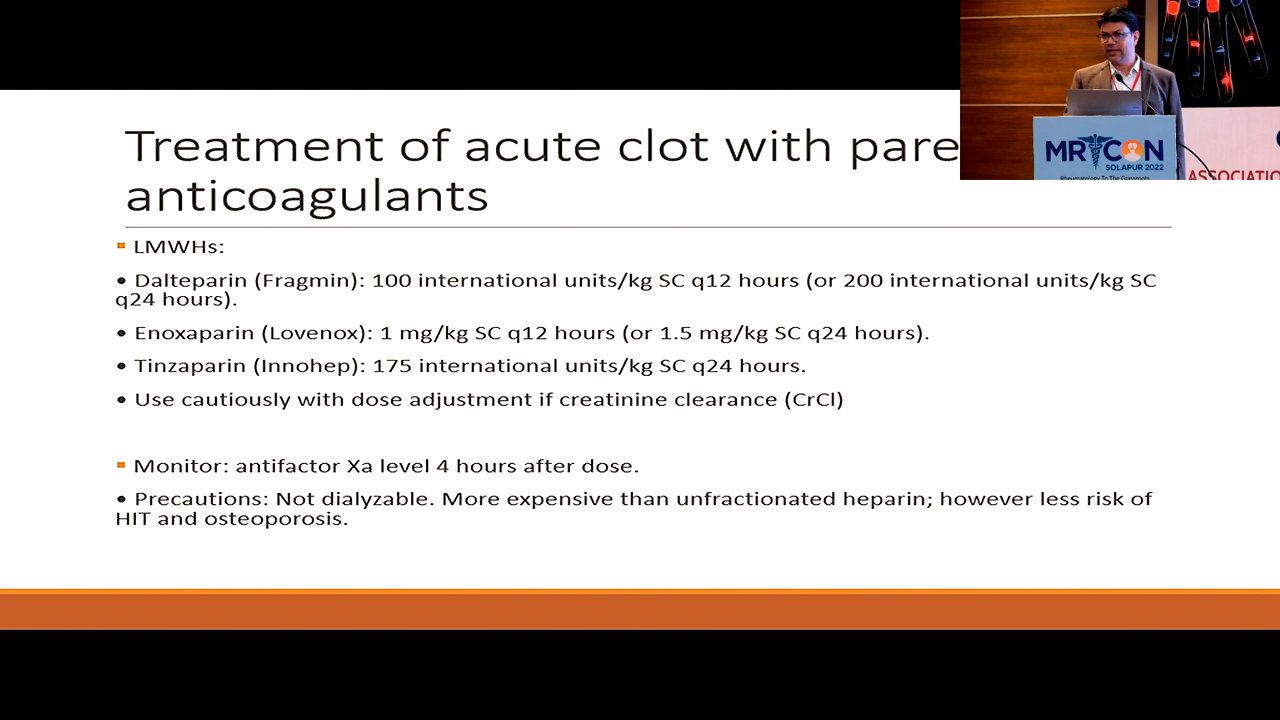 Treatment of acute clot with pare
anticoagulants
▪ LMWHs:
• Dalteparin (Fragmin): 100 international units/kg SC q12 hours (or 200 international units/kg SC
q24 hours).
• Enoxaparin (Lovenox): 1 mg/kg SC q12 hours (or 1.5 mg/kg SC q24 hours).
• Tinzaparin (Innohep): 175 international units/kg SC q24 hours.
• Use cautiously with dose adjustment if creatinine clearance (CrCl)
▪ Monitor: antifactor Xa level 4 hours after dose.
• Precautions: Not dialyzable. More expensive than unfractionated heparin; however less risk of
HIT and osteoporosis.
MRCON
SOLAPUR 2022
Rheumatology To The Grassroots
ASSOCIATIO